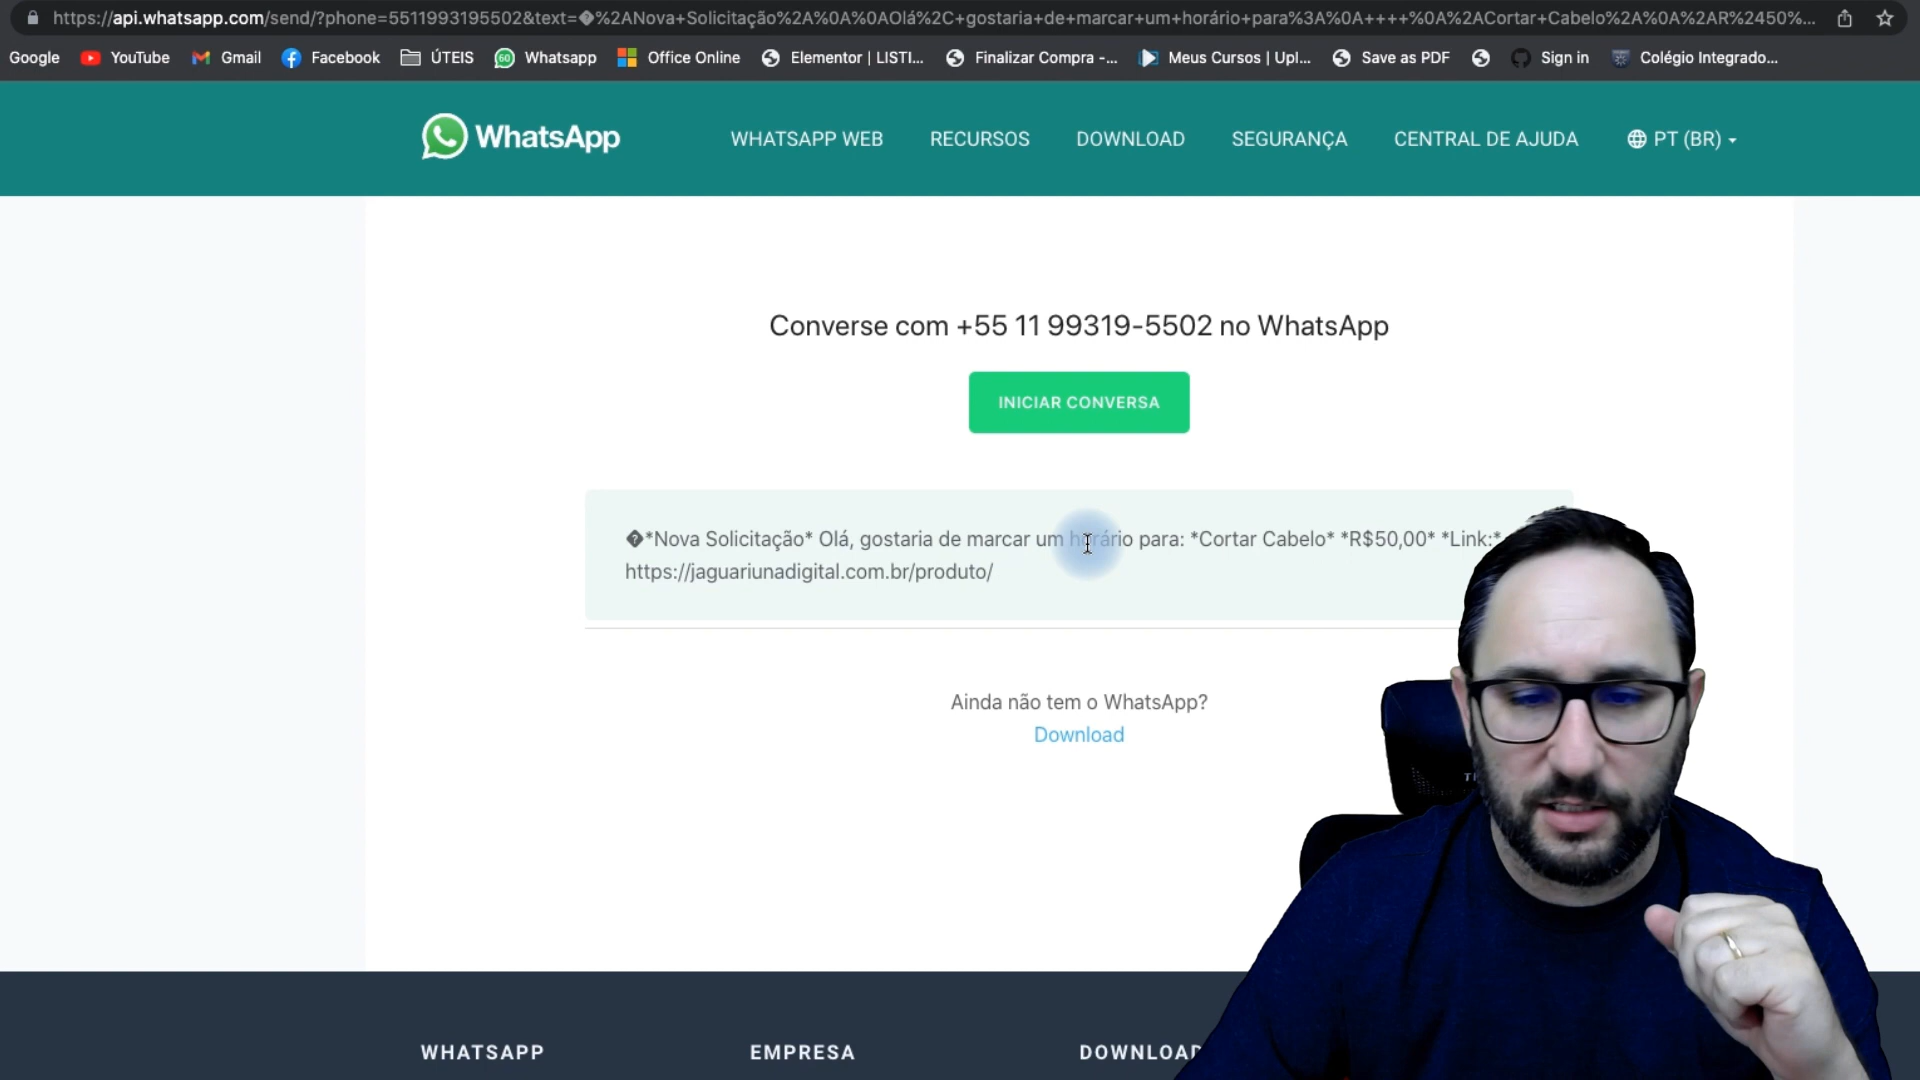 https://api.whatsapp.com/send/?phone=5511993195502&text=�%2ANova+Solicitação%2A%0A%0AOlá%2C+gostaria+de+marcar+um+horário+para%3A%0A++++%0A%2ACortar+Cabelo%2A%0A%2AR%2450%...
Google YouTube Gmail Facebook ÚTEIS Whatsapp Office Online Elementor | LISTI... Finalizar Compra -... Meus Cursos | Upl... Save as PDF Sign in Colégio Integrado...
WhatsApp WHATSAPP WEB RECURSOS DOWNLOAD SEGURANÇA CENTRAL DE AJUDA PT (BR)
Converse com +55 11 99319-5502 no WhatsApp
INICIAR CONVERSA
�*Nova Solicitação* Olá, gostaria de marcar um horário para: *Cortar Cabelo* *R$50,00* *Link:*
https://jaguariunadigital.com.br/produto/
Ainda não tem o WhatsApp?
Download
WHATSAPP EMPRESA DOWNLOAD